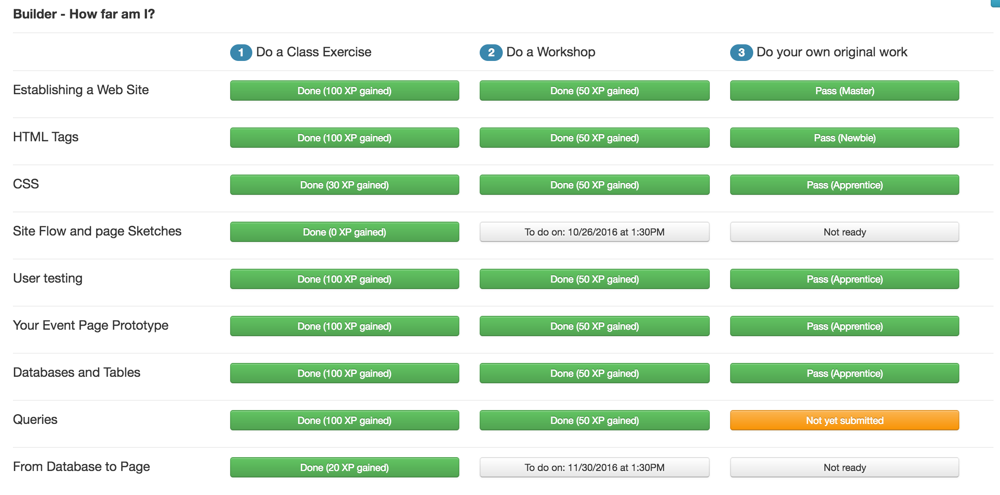 Builder - How far am I?
1 Do a Class Exercise 2 Do a Workshop 3 Do your own original work
Establishing a Web Site Done (100 XP gained) Done (50 XP gained) Pass (Master)
HTML Tags Done (100 XP gained) Done (50 XP gained) Pass (Newbie)
CSS Done (30 XP gained) Done (50 XP gained) Pass (Apprentice)
Site Flow and page Sketches Done (0 XP gained) To do on: 10/26/2016 at 1:30PM Not ready
User testing Done (100 XP gained) Done (50 XP gained) Pass (Apprentice)
Your Event Page Prototype Done (100 XP gained) Done (50 XP gained) Pass (Apprentice)
Databases and Tables Done (100 XP gained) Done (50 XP gained) Pass (Apprentice)
Queries Done (100 XP gained) Done (50 XP gained) Not yet submitted
From Database to Page Done (20 XP gained) To do on: 11/30/2016 at 1:30PM Not ready